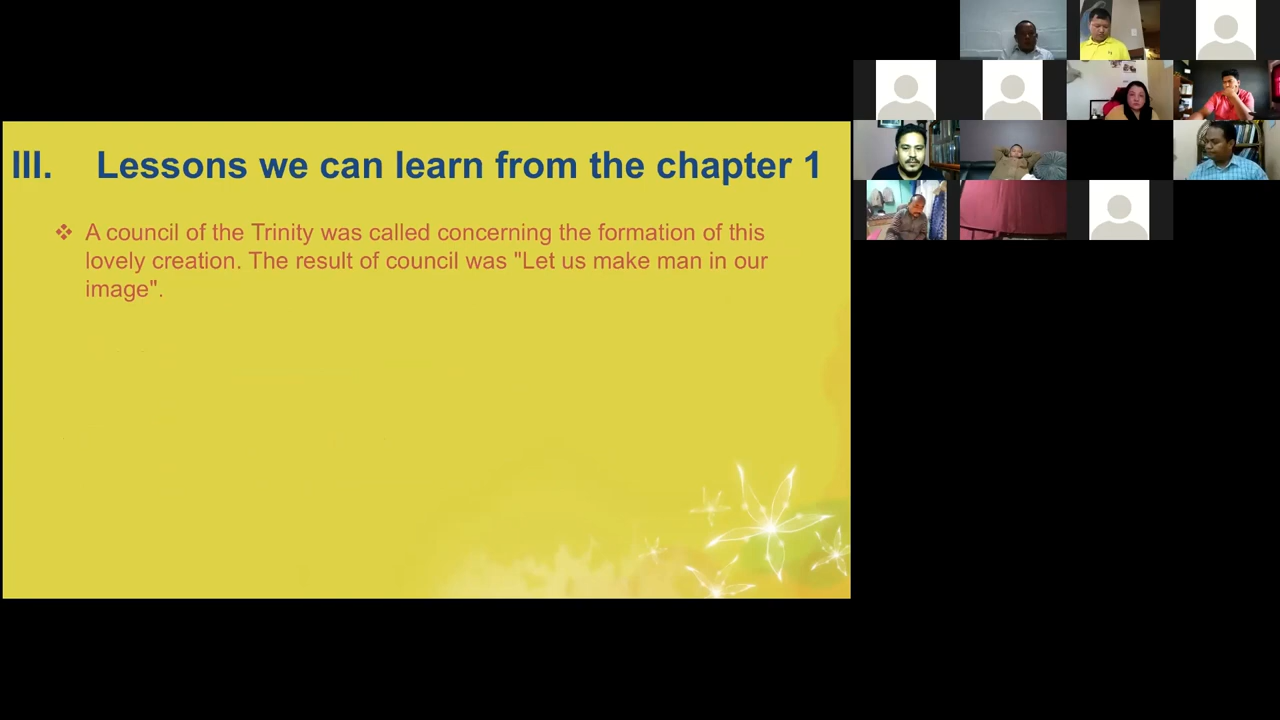 III. Lessons we can learn from the chapter 1
❖ A council of the Trinity was called concerning the formation of this
lovely creation. The result of council was "Let us make man in our
image".